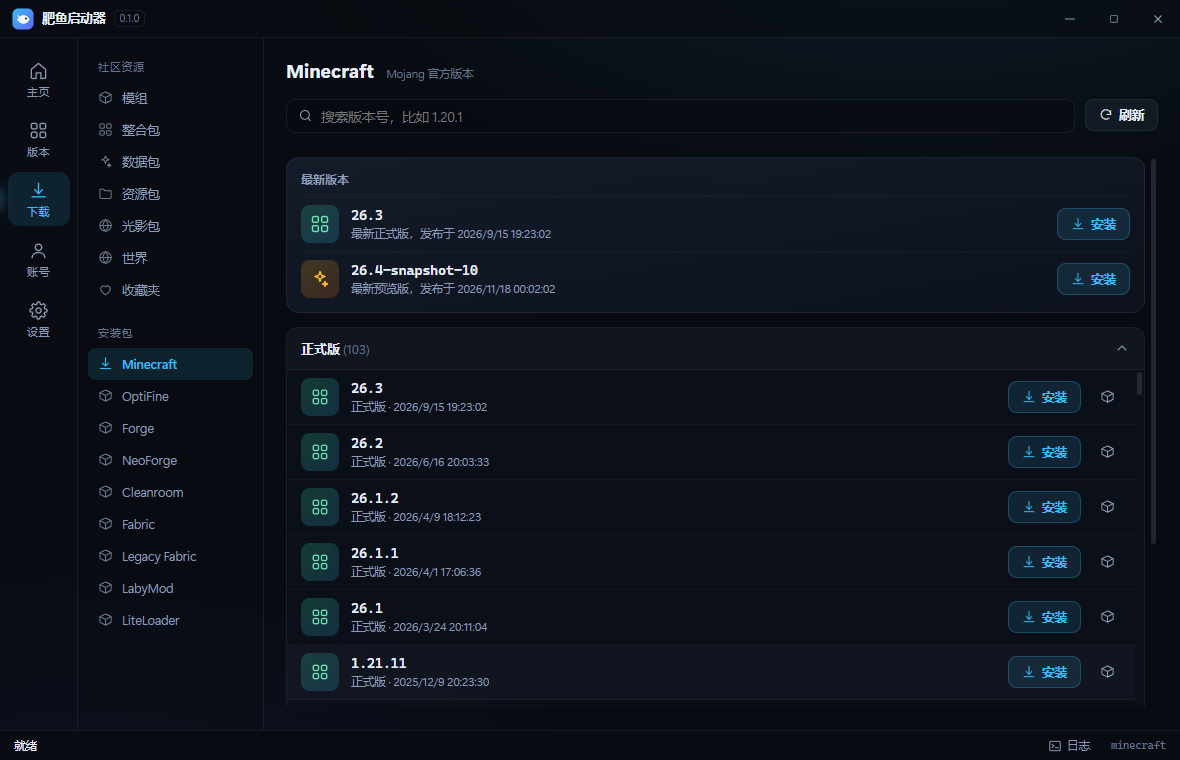 肥鱼启动器 0.1.0
主页
版本
下载
账号
设置
社区资源
模组
整合包
数据包
资源包
光影包
世界
收藏夹
安装包
Minecraft
OptiFine
Forge
NeoForge
Cleanroom
Fabric
Legacy Fabric
LabyMod
LiteLoader
Minecraft Mojang 官方版本
搜索版本号，比如 1.20.1
刷新
最新版本
26.3
最新正式版，发布于 2026/9/15 19:23:02
安装
26.4-snapshot-10
最新预览版，发布于 2026/11/18 00:02:02
安装
正式版 (103)
26.3
正式版 · 2026/9/15 19:23:02
安装
26.2
正式版 · 2026/6/16 20:03:33
安装
26.1.2
正式版 · 2026/4/9 18:12:23
安装
26.1.1
正式版 · 2026/4/1 17:06:36
安装
26.1
正式版 · 2026/3/24 20:11:04
安装
1.21.11
正式版 · 2025/12/9 20:23:30
安装
就绪
日志
minecraft